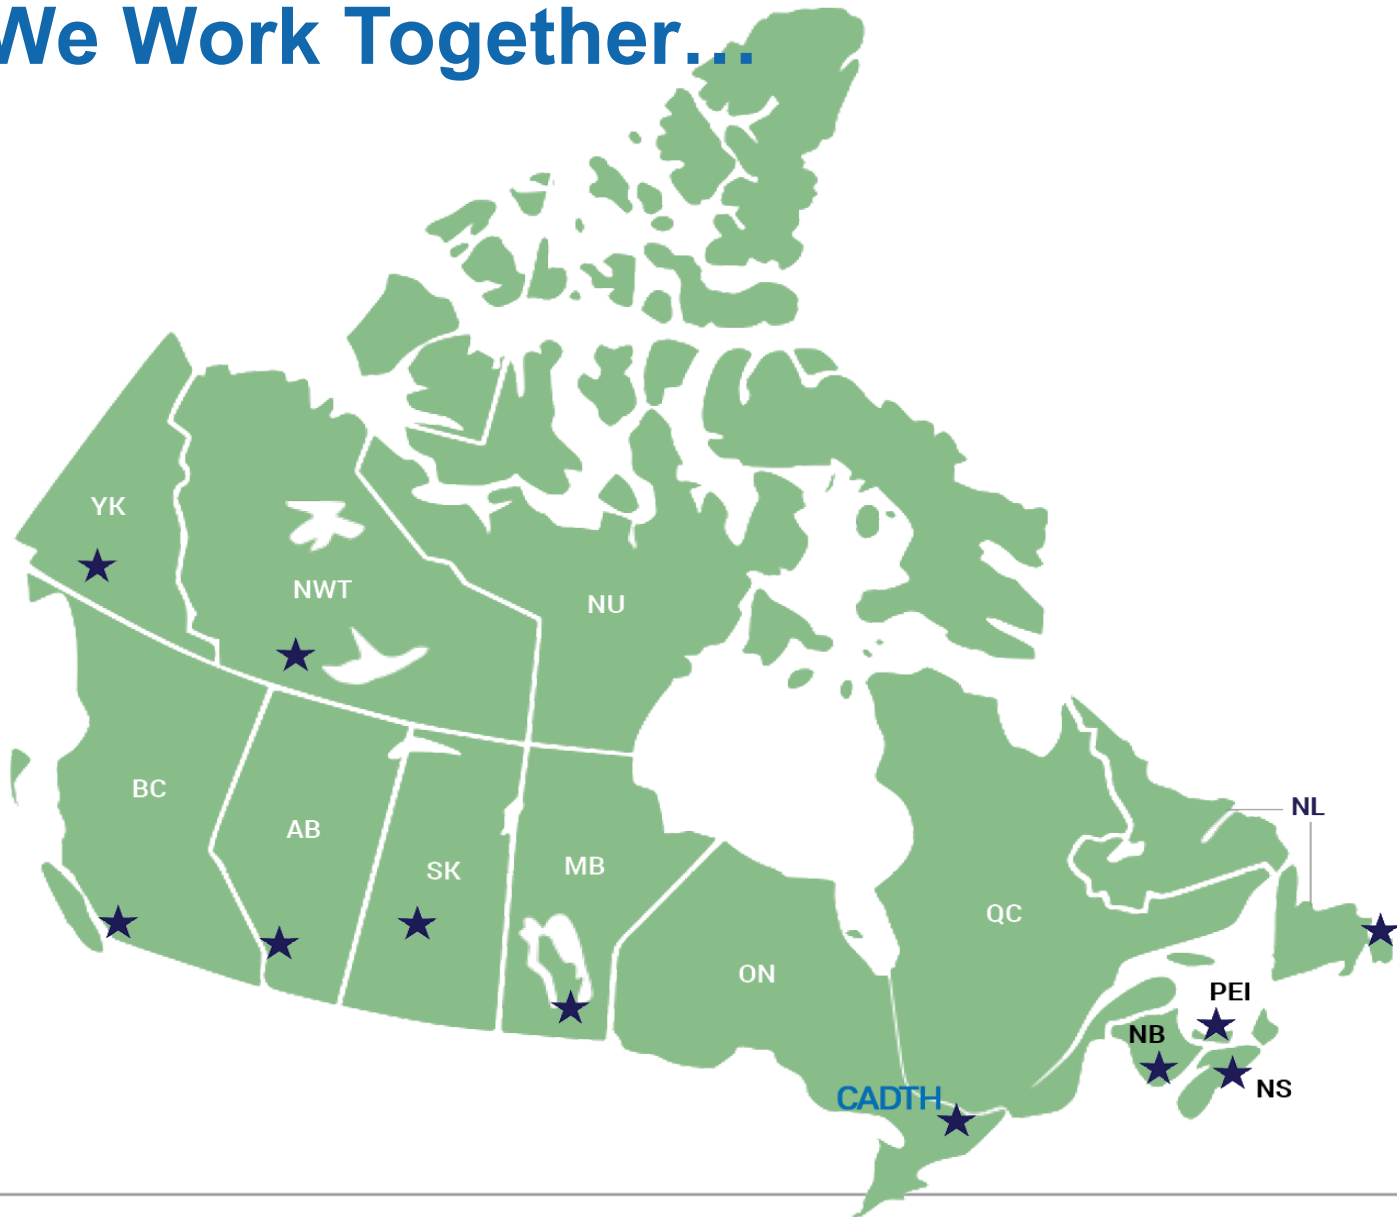 We Work Together...
YK
NWT
NU
BC
AB
SK
MB
ON
QC
NL
PEI
NB
NS
CADTH